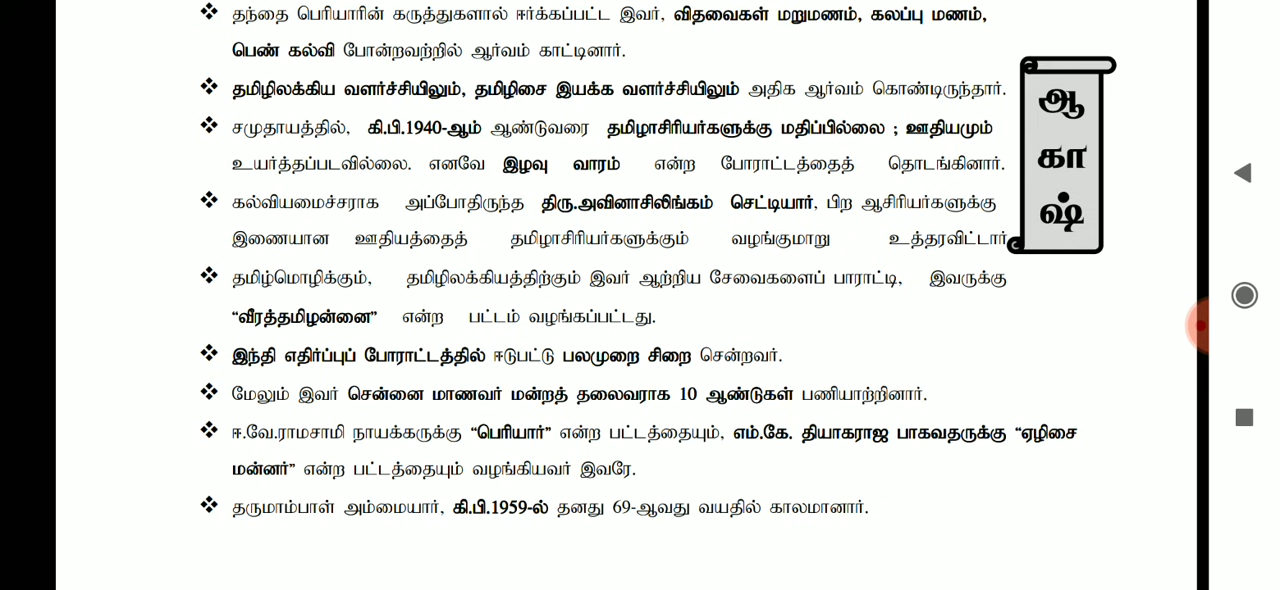 ❖ தந்தை பெரியாரின் கருத்துகளால் ஈர்க்கப்பட்ட இவர், விதவைகள் மறுமணம், கலப்பு மணம்,
பெண் கல்வி போன்றவற்றில் ஆர்வம் காட்டினார்.
❖ தமிழிலக்கிய வளர்ச்சியிலும், தமிழிசை இயக்க வளர்ச்சியிலும் அதிக ஆர்வம் கொண்டிருந்தார்.
❖ சமுதாயத்தில், கி.பி.1940-ஆம் ஆண்டுவரை தமிழாசிரியர்களுக்கு மதிப்பில்லை ; ஊதியமும்
உயர்த்தப்படவில்லை. எனவே இழவு வாரம் என்ற போராட்டத்தைத் தொடங்கினார்.
❖ கல்வியமைச்சராக அப்போதிருந்த திரு.அவினாசிலிங்கம் செட்டியார், பிற ஆசிரியர்களுக்கு
இணையான ஊதியத்தைத் தமிழாசிரியர்களுக்கும் வழங்குமாறு உத்தரவிட்டார்
❖ தமிழ்மொழிக்கும், தமிழிலக்கியத்திற்கும் இவர் ஆற்றிய சேவைகளைப் பாராட்டி, இவருக்கு
“வீரத்தமிழன்னை” என்ற பட்டம் வழங்கப்பட்டது.
❖ இந்தி எதிர்ப்புப் போராட்டத்தில் ஈடுபட்டு பலமுறை சிறை சென்றவர்.
❖ மேலும் இவர் சென்னை மாணவர் மன்றத் தலைவராக 10 ஆண்டுகள் பணியாற்றினார்.
❖ ஈ.வே.ராமசாமி நாயக்கருக்கு “பெரியார்” என்ற பட்டத்தையும், எம்.கே. தியாகராஜ பாகவதருக்கு “ஏழிசை
மன்னர்” என்ற பட்டத்தையும் வழங்கியவர் இவரே.
❖ தருமாம்பாள் அம்மையார், கி.பி.1959-ல் தனது 69-ஆவது வயதில் காலமானார்.
ஆ
கா
ஷ்